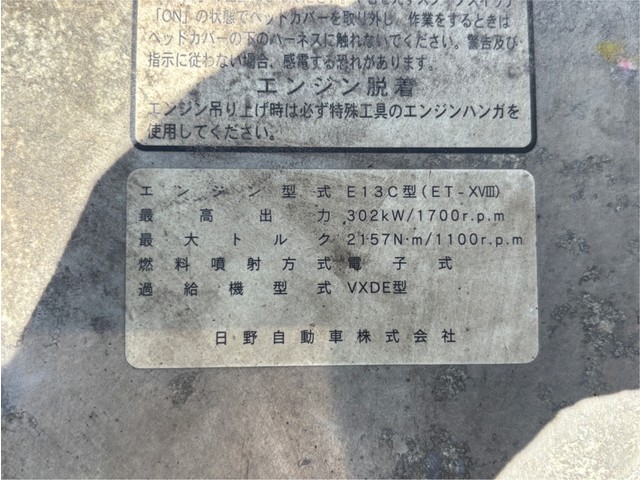 「ON」の状態でヘッドカバーを取り外し、作業をするときは
ヘッドカバーの下のハーネスに触れないでください。警告及び
指示に従わない場合、感電する恐れがあります。
エンジン脱着
エンジン吊り上げ時は必ず特殊工具のエンジンハンガを
使用してください。
エンジン型式 E13C型(ET-XVIII)
最高出力 302kW/1700r.p.m
最大トルク 2157N・m/1100r.p.m
燃料噴射方式 電子式
過給機型式 VXDE型
日野自動車株式会社